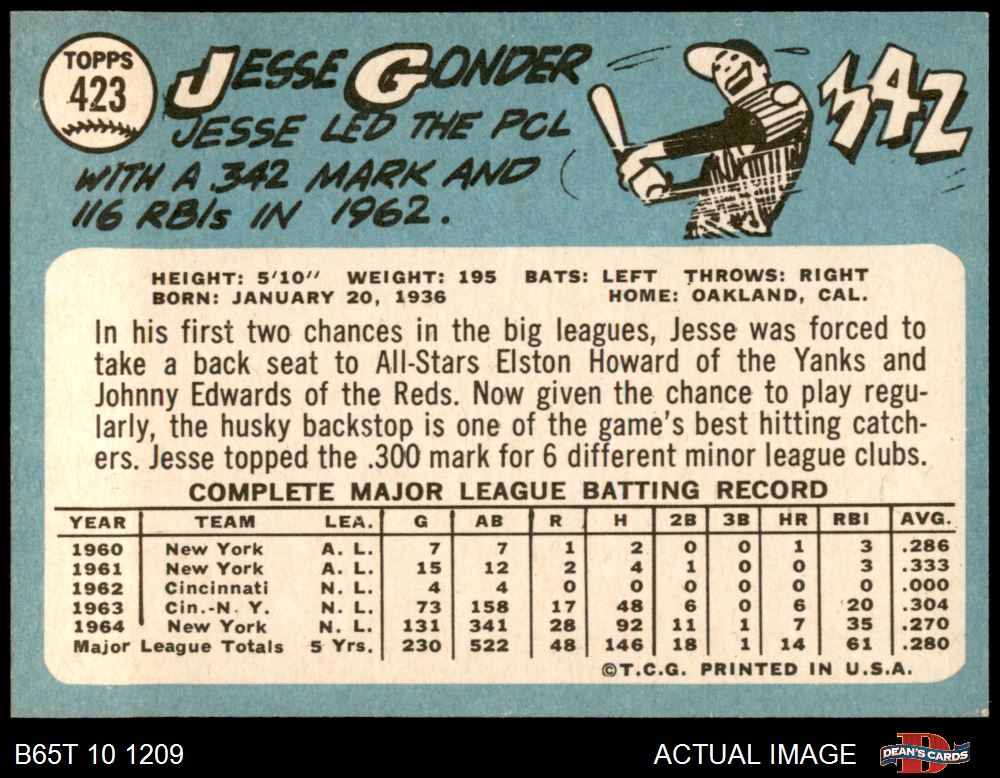 TOPPS
423
JESSE GONDER
342
JESSE LED THE PCL
WITH A .342 MARK AND
116 RBIs IN 1962.
HEIGHT: 5'10" WEIGHT: 195 BATS: LEFT THROWS: RIGHT
BORN: JANUARY 20, 1936 HOME: OAKLAND, CAL.
In his first two chances in the big leagues, Jesse was forced to
take a back seat to All-Stars Elston Howard of the Yanks and
Johnny Edwards of the Reds. Now given the chance to play regu-
larly, the husky backstop is one of the game's best hitting catch-
ers. Jesse topped the .300 mark for 6 different minor league clubs.
COMPLETE MAJOR LEAGUE BATTING RECORD
YEAR TEAM LEA. G AB R H 2B 3B HR RBI AVG.
1960 New York A. L. 7 7 1 2 0 0 1 3 .286
1961 New York A. L. 15 12 2 4 1 0 0 3 .333
1962 Cincinnati N. L. 4 4 0 0 0 0 0 0 .000
1963 Cin.-N. Y. N. L. 73 158 17 48 6 0 6 20 .304
1964 New York N. L. 131 341 28 92 11 1 7 35 .270
Major League Totals 5 Yrs. 230 522 48 146 18 1 14 61 .280
©T.C.G. PRINTED IN U.S.A.
B65T 10 1209 ACTUAL IMAGE DEAN'S CARDS